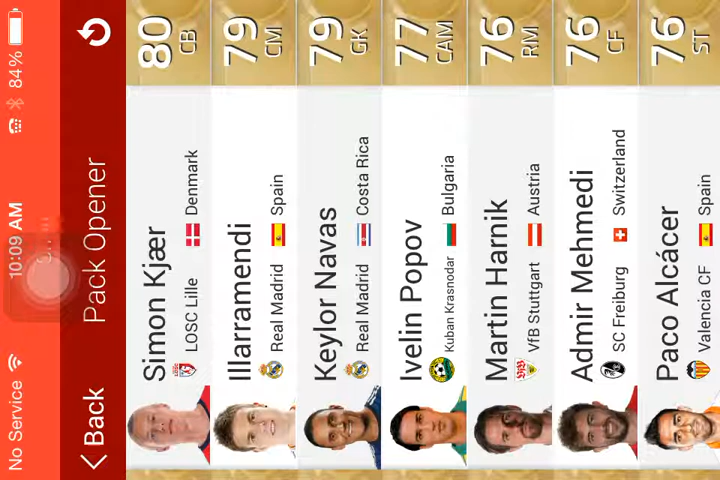 No Service 10:09 AM 84%
Back Pack Opener
Simon Kjær
LOSC Lille Denmark
80
CB
Illarramendi
Real Madrid Spain
79
CM
Keylor Navas
Real Madrid Costa Rica
79
GK
Ivelin Popov
Kuban Krasnodar Bulgaria
77
CAM
Martin Harnik
VfB Stuttgart Austria
76
RM
Admir Mehmedi
SC Freiburg Switzerland
76
CF
Paco Alcácer
Valencia CF Spain
76
ST